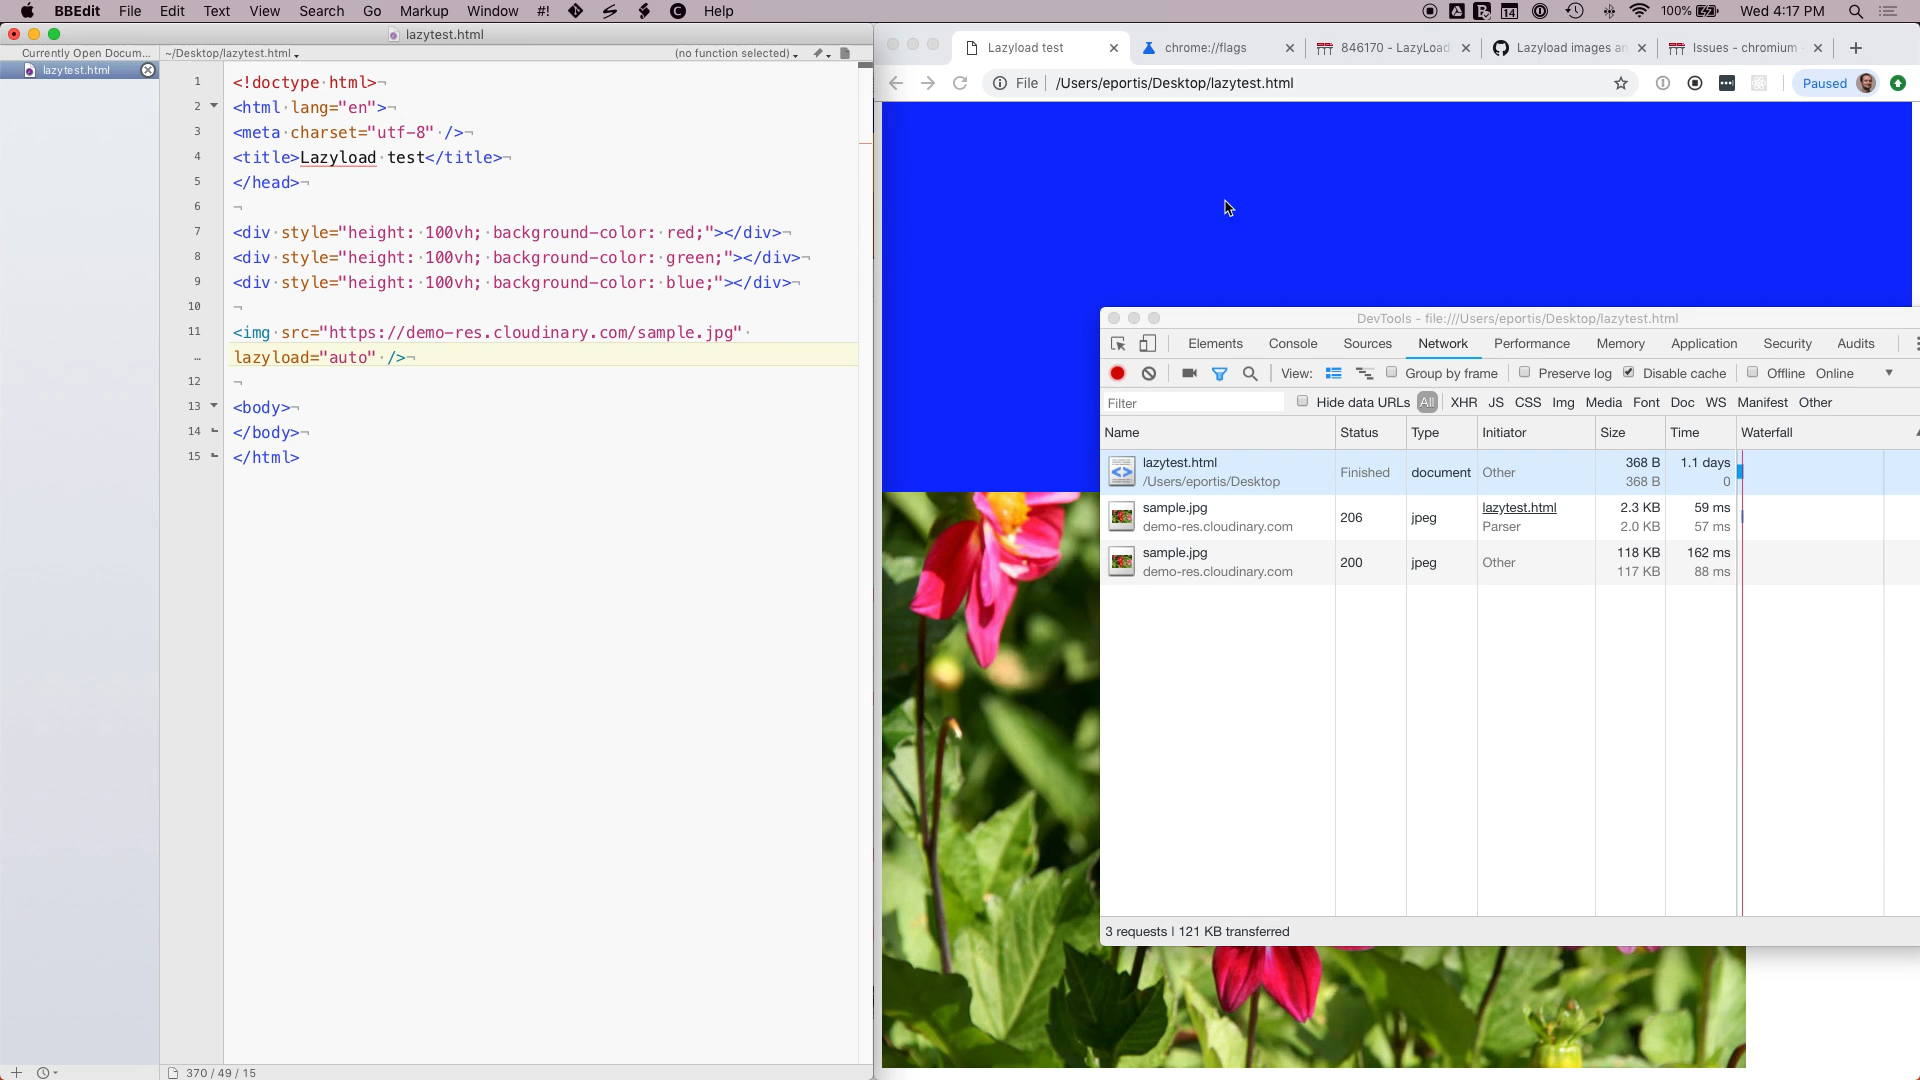 BBEdit File Edit Text View Search Go Markup Window #! Help
14 100% Wed 4:17 PM
lazytest.html
Currently Open Docum...
~/Desktop/lazytest.html
(no function selected)
lazytest.html
1 <!doctype·html>¬
2 <html·lang="en">¬
3 <meta·charset="utf-8"·/>¬
4 <title>Lazyload·test</title>¬
5 </head>¬
6 ¬
7 <div·style="height:·100vh;·background-color:·red;"></div>¬
8 <div·style="height:·100vh;·background-color:·green;"></div>¬
9 <div·style="height:·100vh;·background-color:·blue;"></div>¬
10 ¬
11 <img·src="https://demo-res.cloudinary.com/sample.jpg"·
… lazyload="auto"·/>¬
12 ¬
13 <body>¬
14 </body>¬
15 </html>
370 / 49 / 15
Lazyload test
chrome://flags
846170 - LazyLoad
Lazyload images an
Issues - chromium -
File /Users/eportis/Desktop/lazytest.html
Paused
DevTools - file:///Users/eportis/Desktop/lazytest.html
Elements Console Sources Network Performance Memory Application Security Audits
View: Group by frame Preserve log Disable cache Offline Online
Filter Hide data URLs All XHR JS CSS Img Media Font Doc WS Manifest Other
Name Status Type Initiator Size Time Waterfall
lazytest.html Finished document Other 368 B 1.1 days
/Users/eportis/Desktop 368 B 0
sample.jpg 206 jpeg lazytest.html 2.3 KB 59 ms
demo-res.cloudinary.com Parser 2.0 KB 57 ms
sample.jpg 200 jpeg Other 118 KB 162 ms
demo-res.cloudinary.com 117 KB 88 ms
3 requests | 121 KB transferred